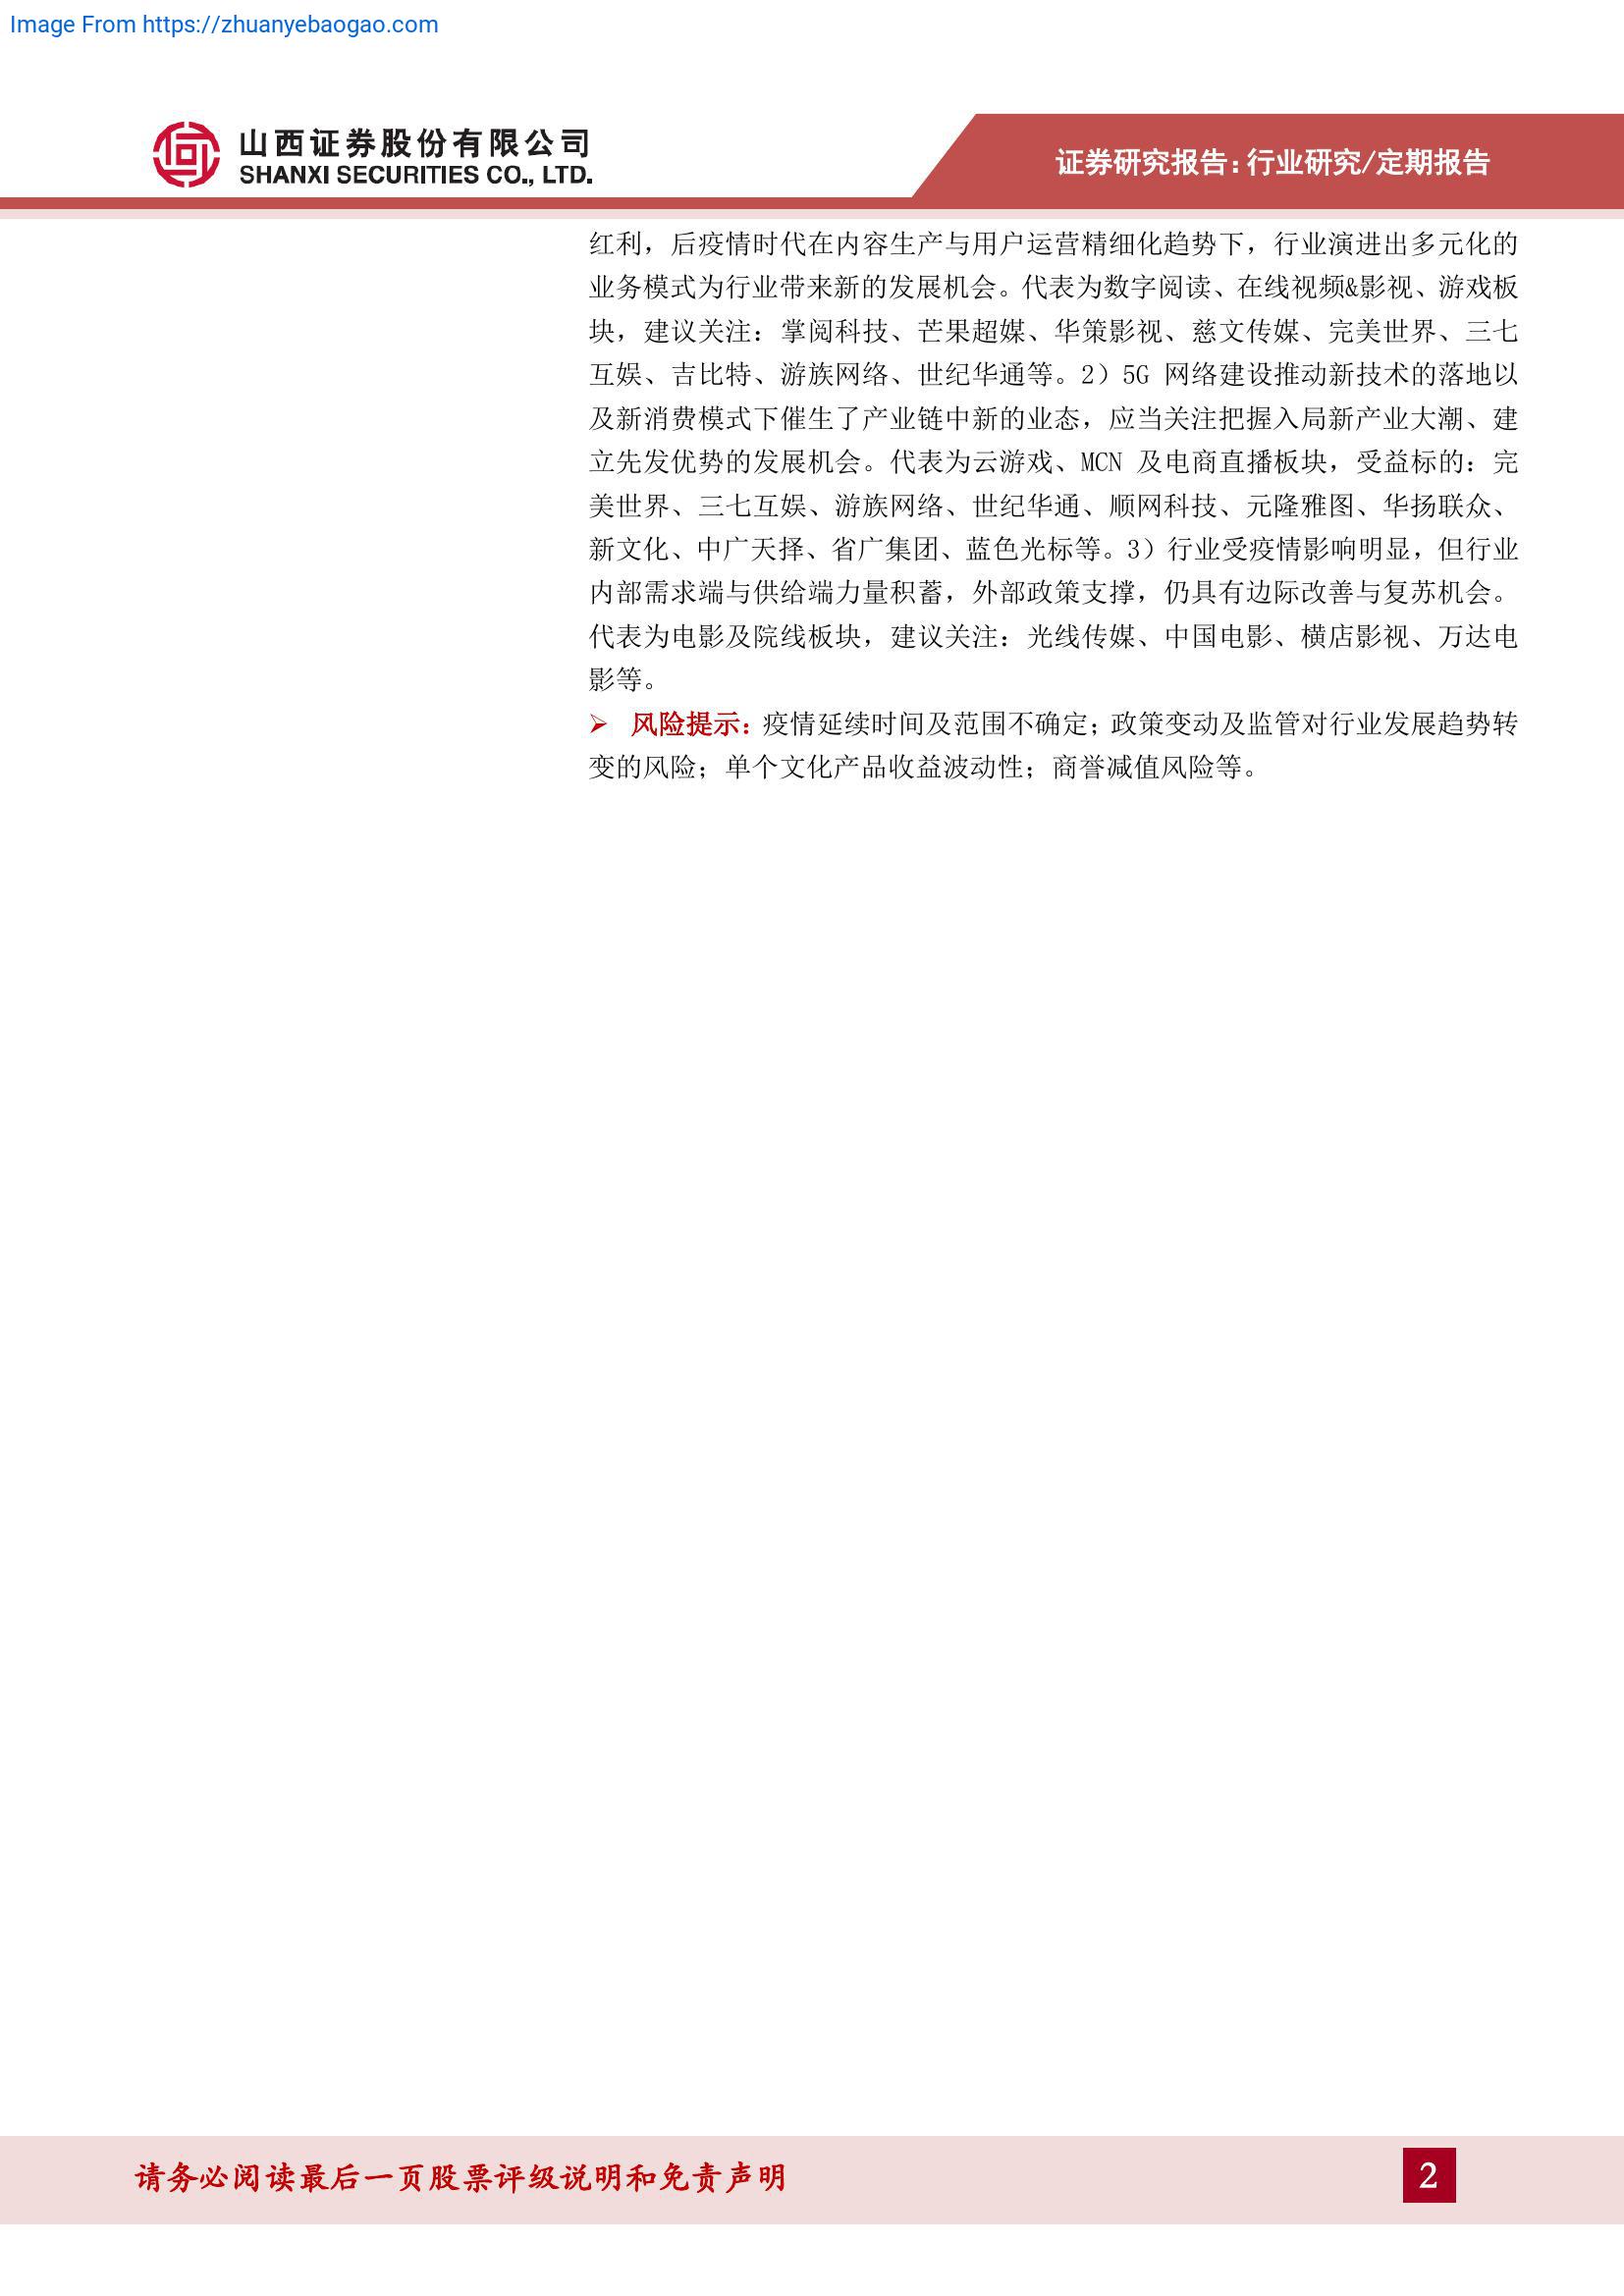 Image From https://zhuanyebaogao.com
山西证券股份有限公司
SHANXI SECURITIES CO., LTD.
证券研究报告：行业研究/定期报告
红利，后疫情时代在内容生产与用户运营精细化趋势下，行业演进出多元化的
业务模式为行业带来新的发展机会。代表为数字阅读、在线视频&影视、游戏板
块，建议关注：掌阅科技、芒果超媒、华策影视、慈文传媒、完美世界、三七
互娱、吉比特、游族网络、世纪华通等。2）5G 网络建设推动新技术的落地以
及新消费模式下催生了产业链中新的业态，应当关注把握入局新产业大潮、建
立先发优势的发展机会。代表为云游戏、MCN 及电商直播板块，受益标的：完
美世界、三七互娱、游族网络、世纪华通、顺网科技、元隆雅图、华扬联众、
新文化、中广天择、省广集团、蓝色光标等。3）行业受疫情影响明显，但行业
内部需求端与供给端力量积蓄，外部政策支撑，仍具有边际改善与复苏机会。
代表为电影及院线板块，建议关注：光线传媒、中国电影、横店影视、万达电
影等。
➢ 风险提示：疫情延续时间及范围不确定；政策变动及监管对行业发展趋势转
变的风险；单个文化产品收益波动性；商誉减值风险等。
请务必阅读最后一页股票评级说明和免责声明
2